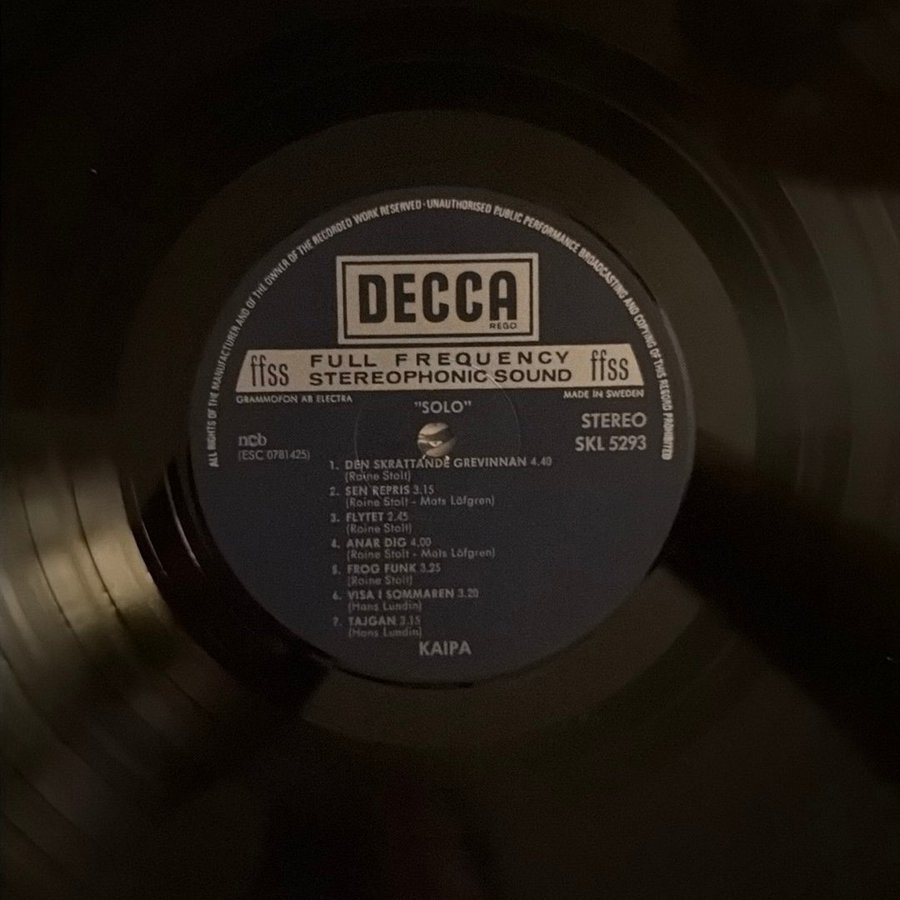 ALL RIGHTS OF THE MANUFACTURER AND OF THE OWNER OF THE RECORDED WORK RESERVED · UNAUTHORISED PUBLIC PERFORMANCE BROADCASTING AND COPYING OF THIS RECORD PROHIBITED
DECCA
REGD
ffss FULL FREQUENCY STEREOPHONIC SOUND ffss
GRAMMOFON AB ELECTRA
MADE IN SWEDEN
"SOLO"
STEREO
ncb
SKL 5293
(ESC 0781425)
1. DEN SKRATTANDE GREVINNAN 4.40
(Roine Stolt)
2. SEN REPRIS 3.15
(Roine Stolt - Mats Löfgren)
3. FLYTET 2.45
(Roine Stolt)
4. ANAR DIG 4.00
(Roine Stolt - Mats Löfgren)
5. FROG FUNK 3.25
(Roine Stolt)
6. VISA I SOMMAREN 3.20
(Hans Lundin)
7. TAJGAN 3.15
(Hans Lundin)
KAIPA